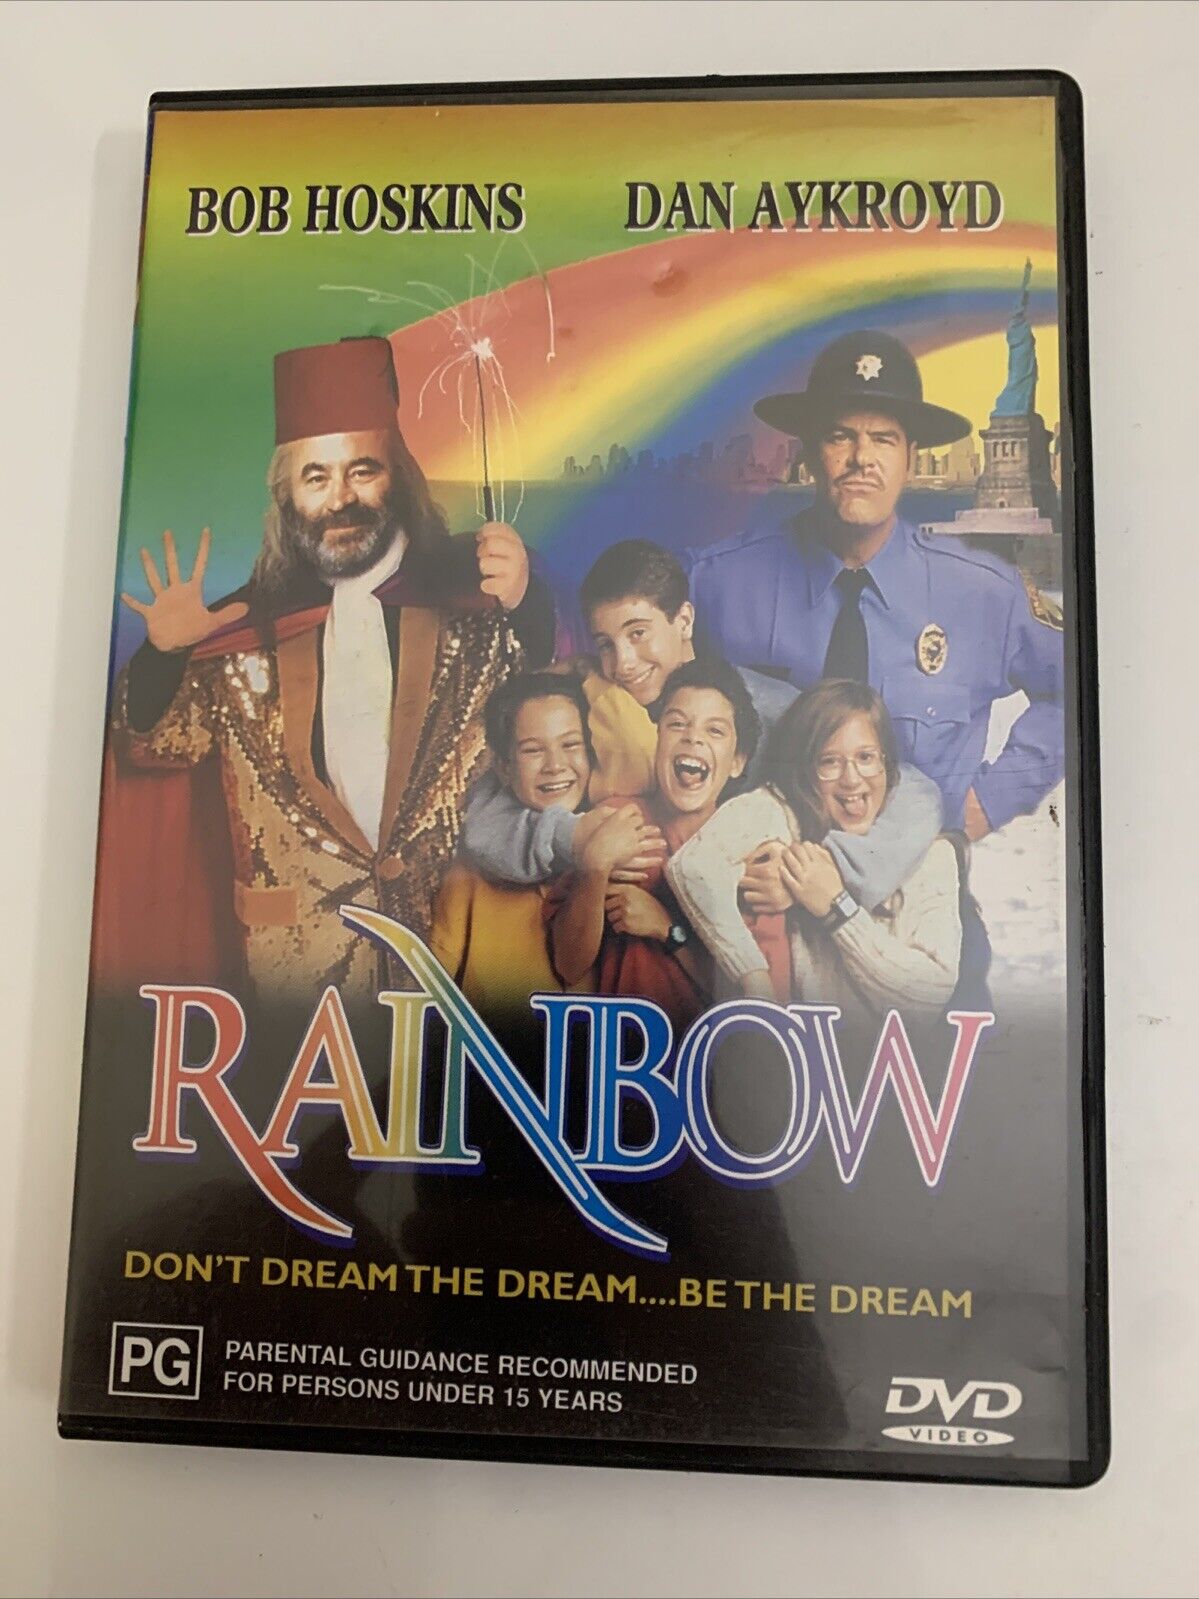 BOB HOSKINS DAN AYKROYD
RAINBOW
DON'T DREAM THE DREAM....BE THE DREAM
PG PARENTAL GUIDANCE RECOMMENDED
FOR PERSONS UNDER 15 YEARS
DVD
VIDEO